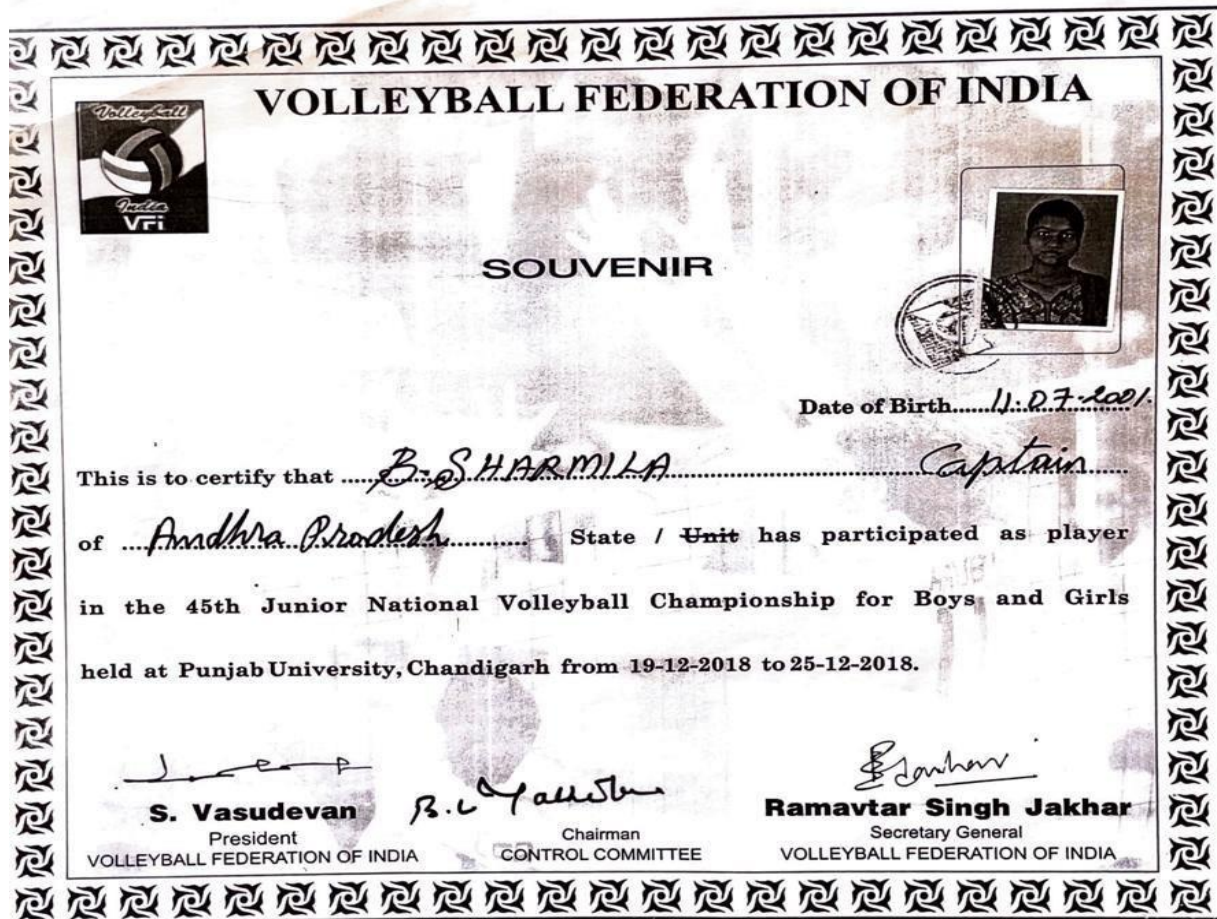 VOLLEYBALL FEDERATION OF INDIA
Volleyball
India
VFi
SOUVENIR
Date of Birth......11.07-2001.
This is to certify that ......B. SHARMILA......Captain......
of ...Andhra Pradesh............ State / Unit has participated as player
in the 45th Junior National Volleyball Championship for Boys and Girls
held at Punjab University, Chandigarh from 19-12-2018 to 25-12-2018.
S. Vasudevan
President
VOLLEYBALL FEDERATION OF INDIA
Chairman
CONTROL COMMITTEE
Ramavtar Singh Jakhar
Secretary General
VOLLEYBALL FEDERATION OF INDIA